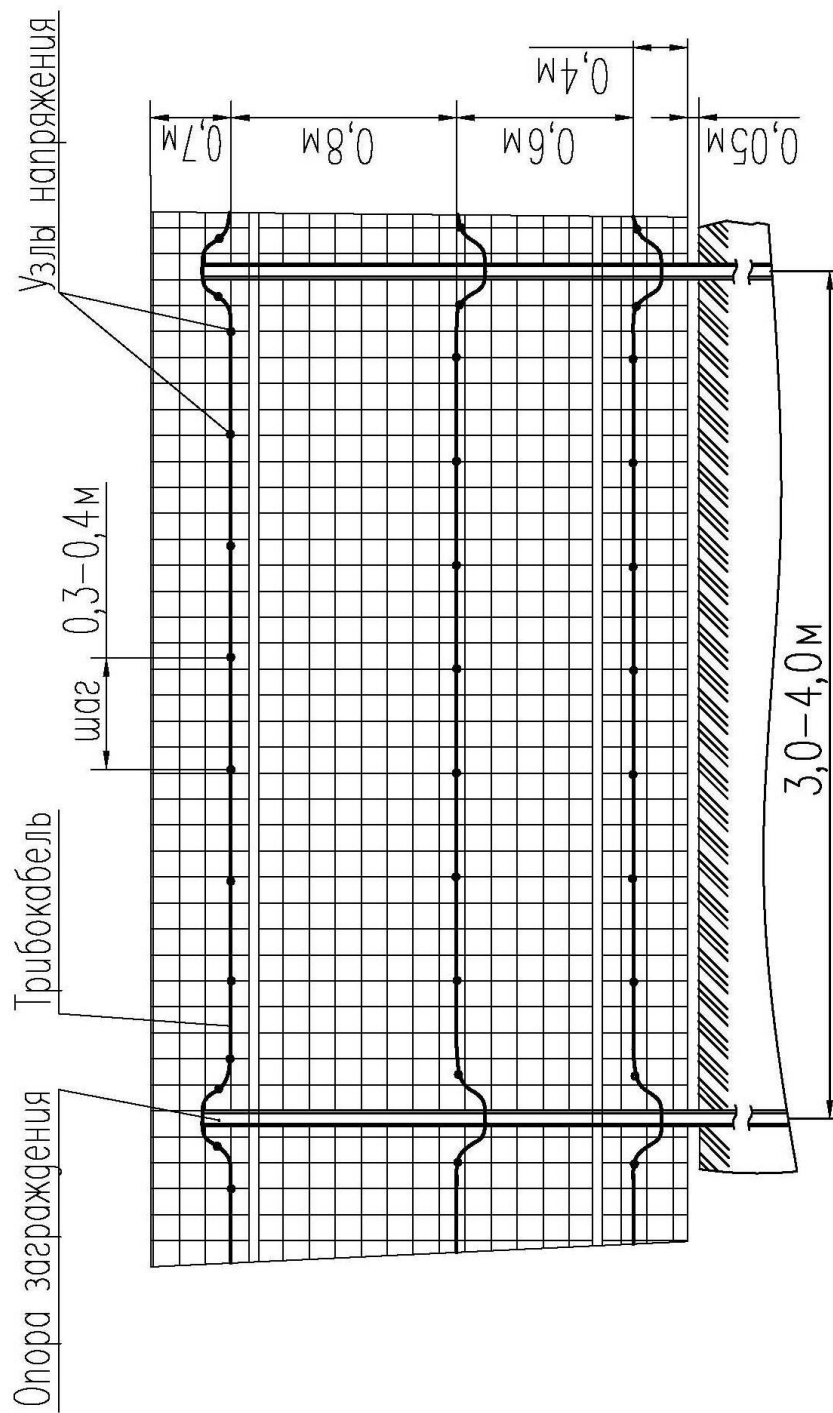 Опора заграждения
Трибокабель
шаг
0,3-0,4м
Узлы напряжения
0,7м
0,8м
0,6м
0,4м
0,05м
3,0-4,0м